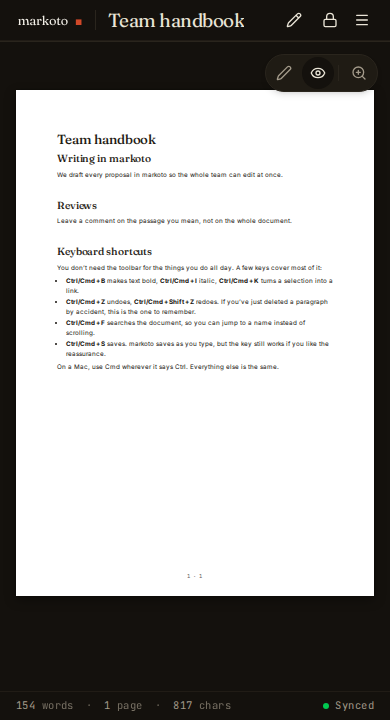 markoto
Team handbook
Team handbook
Writing in markoto
We draft every proposal in markoto so the whole team can edit at once.
Reviews
Leave a comment on the passage you mean, not on the whole document.
Keyboard shortcuts
You don't need the toolbar for the things you do all day. A few keys cover most of it:
• Ctrl/Cmd+B makes text bold, Ctrl/Cmd+I italic, Ctrl/Cmd+K turns a selection into a
link.
• Ctrl/Cmd+Z undoes, Ctrl/Cmd+Shift+Z redoes. If you've just deleted a paragraph
by accident, this is the one to remember.
• Ctrl/Cmd+F searches the document, so you can jump to a name instead of
scrolling.
• Ctrl/Cmd+S saves. markoto saves as you type, but the key still works if you like the
reassurance.
On a Mac, use Cmd wherever it says Ctrl. Everything else is the same.
1 - 1
154 words · 1 page · 817 chars
Synced